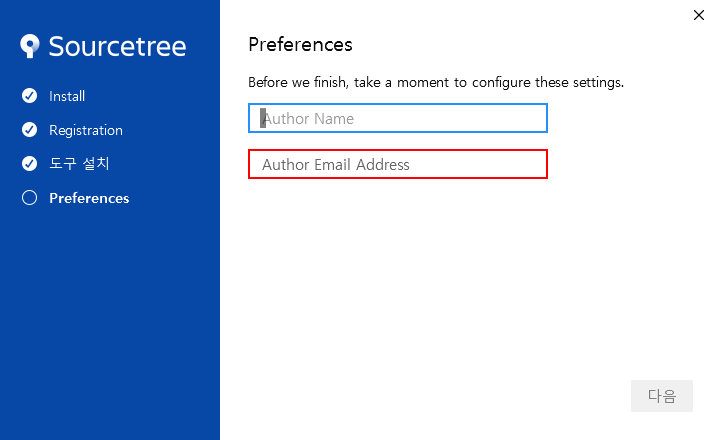 Sourcetree
Install
Registration
도구 설치
Preferences
Preferences
Before we finish, take a moment to configure these settings.
Author Name
Author Email Address
다음